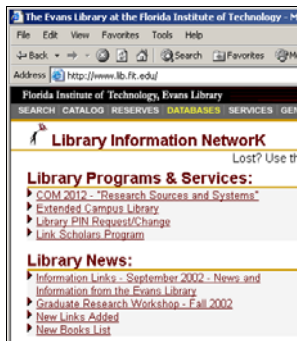 The Evans Library at the Florida Institute of Technology - M
File Edit View Favorites Tools Help
Back Search Favorites
Address http://www.lib.fit.edu/
Florida Institute of Technology, Evans Library
SEARCH CATALOG RESERVES DATABASES SERVICES GEN
Library Information NetworK
Lost? Use th
Library Programs & Services:
COM 2012 - "Research Sources and Systems"
Extended Campus Library
Library PIN Request/Change
Link Scholars Program
Library News:
Information Links - September 2002 - News and
Information from the Evans Library
Graduate Research Workshop - Fall 2002
New Links Added
New Books List